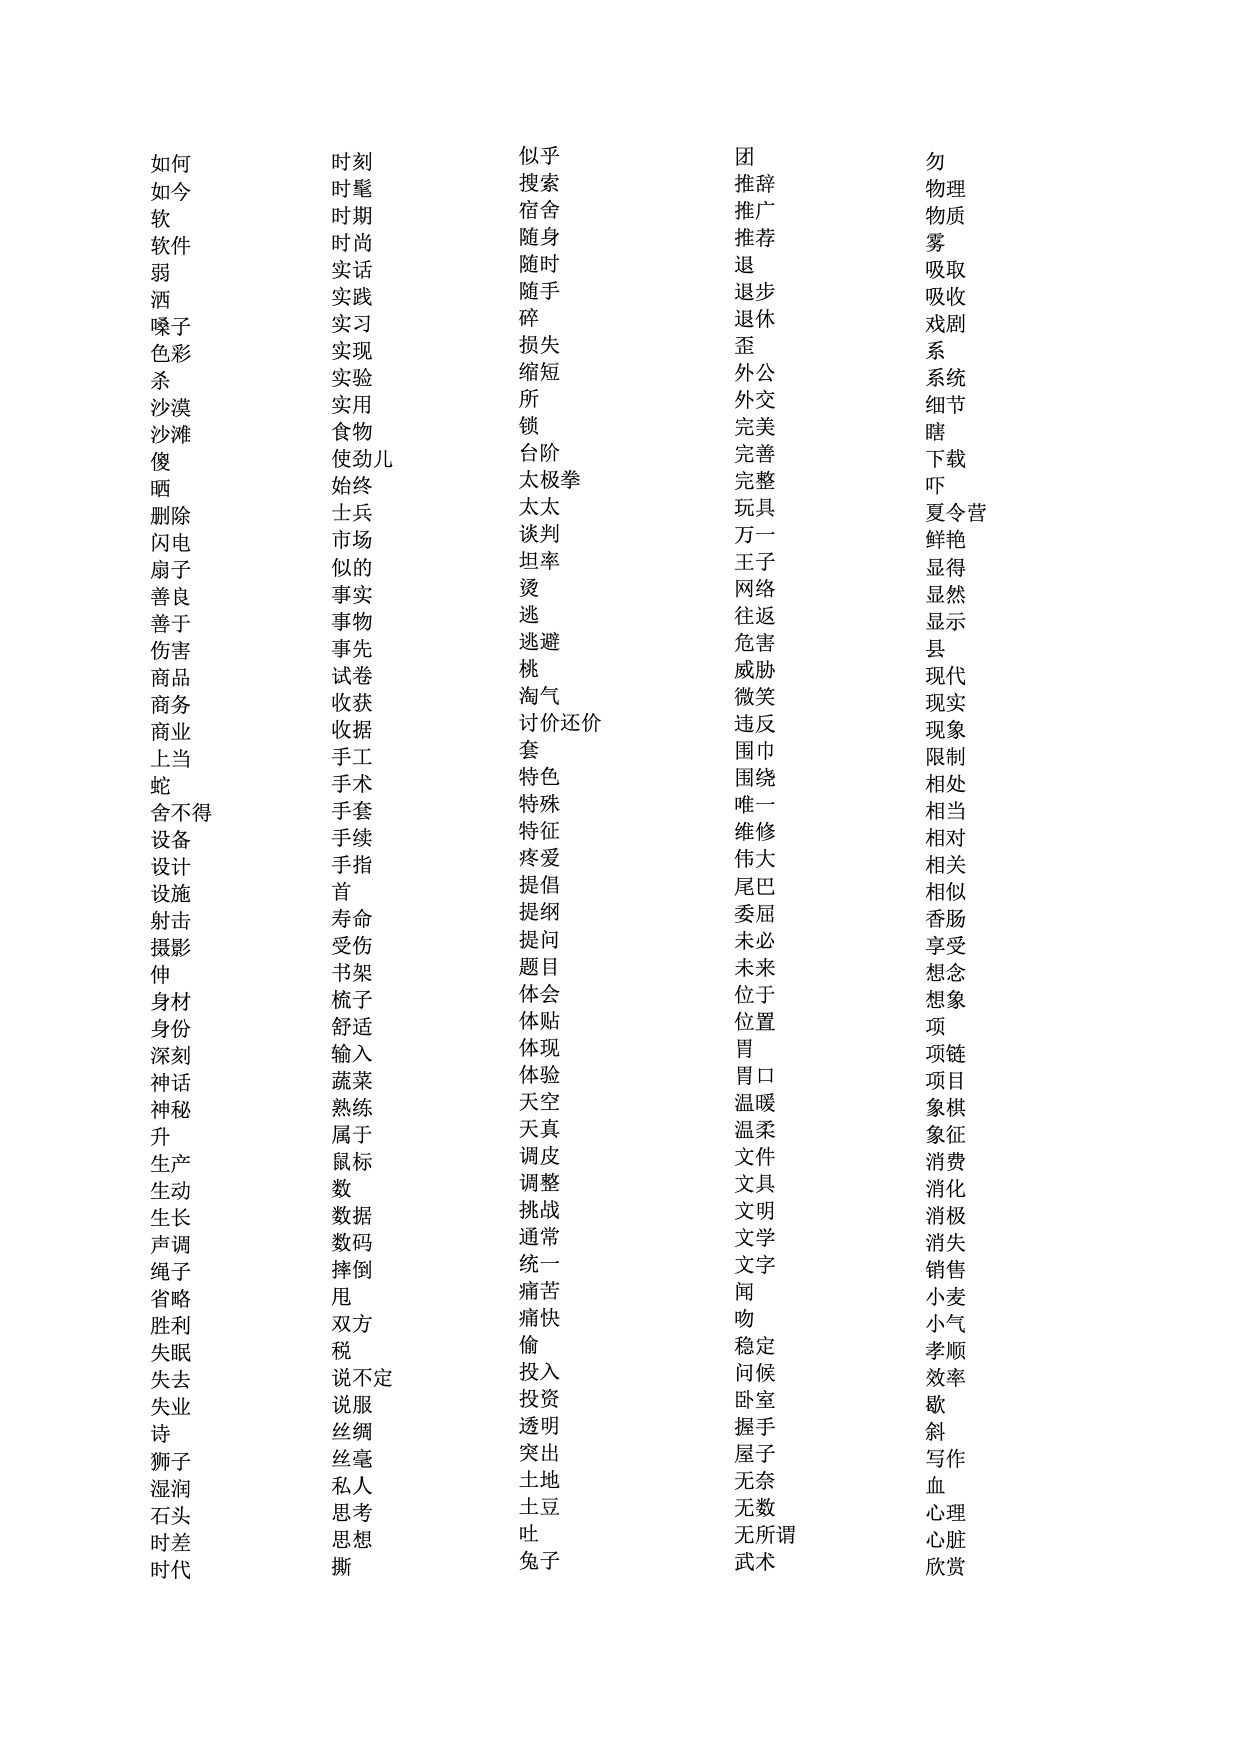 如何
如今
软
软件
弱
洒
嗓子
色彩
杀
沙漠
沙滩
傻
晒
删除
闪电
扇子
善良
善于
伤害
商品
商务
商业
上当
蛇
舍不得
设备
设计
设施
射击
摄影
伸
身材
身份
深刻
神话
神秘
升
生产
生动
生长
声调
绳子
省略
胜利
失眠
失去
失业
诗
狮子
湿润
石头
时差
时代
时刻
时髦
时期
时尚
实话
实践
实习
实现
实验
实用
食物
使劲儿
始终
士兵
市场
似的
事实
事物
事先
试卷
收获
收据
手工
手术
手套
手续
手指
首
寿命
受伤
书架
梳子
舒适
输入
蔬菜
熟练
属于
鼠标
数
数据
数码
摔倒
甩
双方
税
说不定
说服
丝绸
丝毫
私人
思考
思想
撕
似乎
搜索
宿舍
随身
随时
随手
碎
损失
缩短
所
锁
台阶
太极拳
太太
谈判
坦率
烫
逃
逃避
桃
淘气
讨价还价
套
特色
特殊
特征
疼爱
提倡
提纲
提问
题目
体会
体贴
体现
体验
天空
天真
调皮
调整
挑战
通常
统一
痛苦
痛快
偷
投入
投资
透明
突出
土地
土豆
吐
兔子
团
推辞
推广
推荐
退
退步
退休
歪
外公
外交
完美
完善
完整
玩具
万一
王子
网络
往返
危害
威胁
微笑
违反
围巾
围绕
唯一
维修
伟大
尾巴
委屈
未必
未来
位于
位置
胃
胃口
温暖
温柔
文件
文具
文明
文学
文字
闻
吻
稳定
问候
卧室
握手
屋子
无奈
无数
无所谓
武术
勿
物理
物质
雾
吸取
吸收
戏剧
系
系统
细节
瞎
下载
吓
夏令营
鲜艳
显得
显然
显示
县
现代
现实
现象
限制
相处
相当
相对
相关
相似
香肠
享受
想念
想象
项
项链
项目
象棋
象征
消费
消化
消极
消失
销售
小麦
小气
孝顺
效率
歇
斜
写作
血
心理
心脏
欣赏